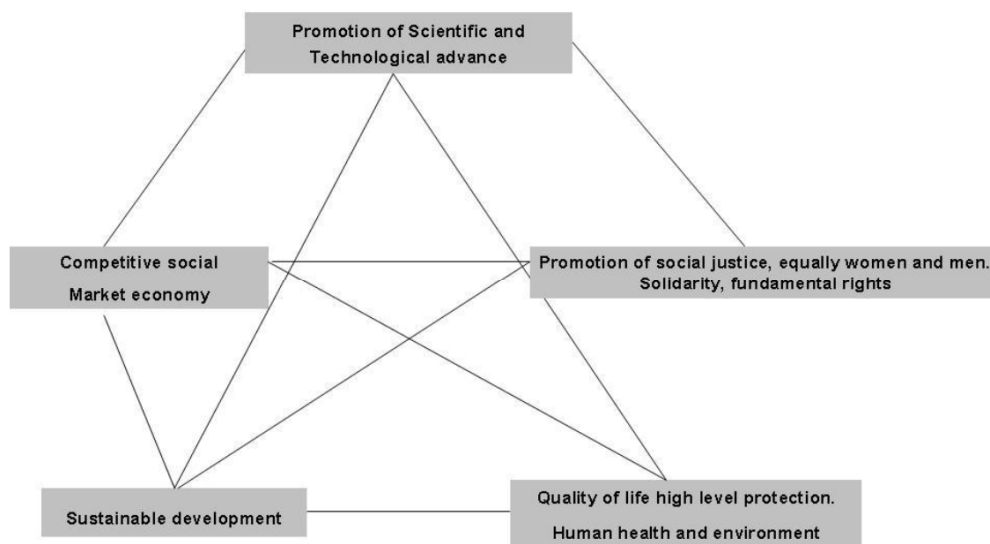 Promotion of Scientific and
Technological advance
Competitive social
Market economy
Promotion of social justice, equally women and men.
Solidarity, fundamental rights
Sustainable development
Quality of life high level protection.
Human health and environment